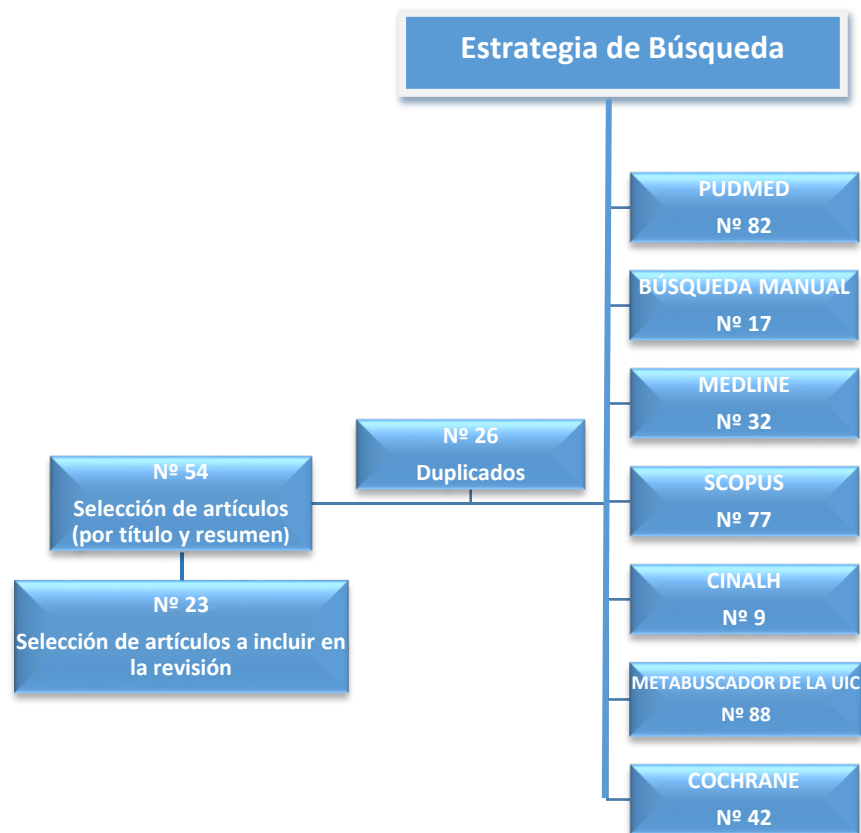 Estrategia de Búsqueda
PUDMED
Nº 82
BÚSQUEDA MANUAL
Nº 17
MEDLINE
Nº 32
Nº 26
Duplicados
Nº 54
Selección de artículos
(por título y resumen)
SCOPUS
Nº 77
CINALH
Nº 9
Nº 23
Selección de artículos a incluir en
la revisión
METABUSCADOR DE LA UIC
Nº 88
COCHRANE
Nº 42